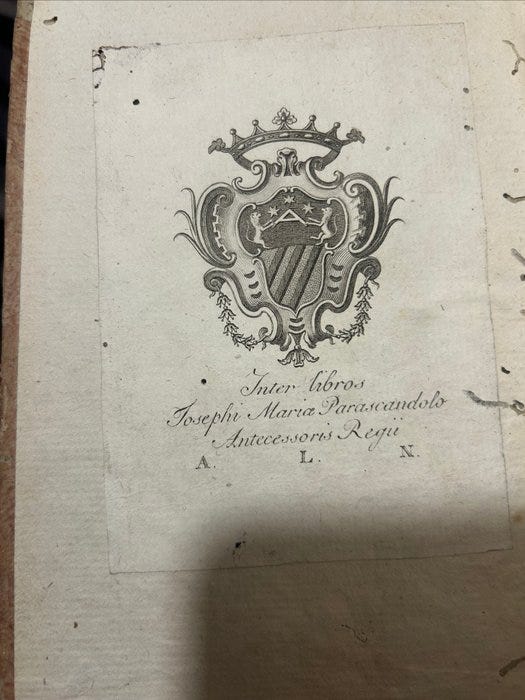 Inter libros
Josephi Mariæ Parascandolo
Antecessoris Regii
A. L. N.